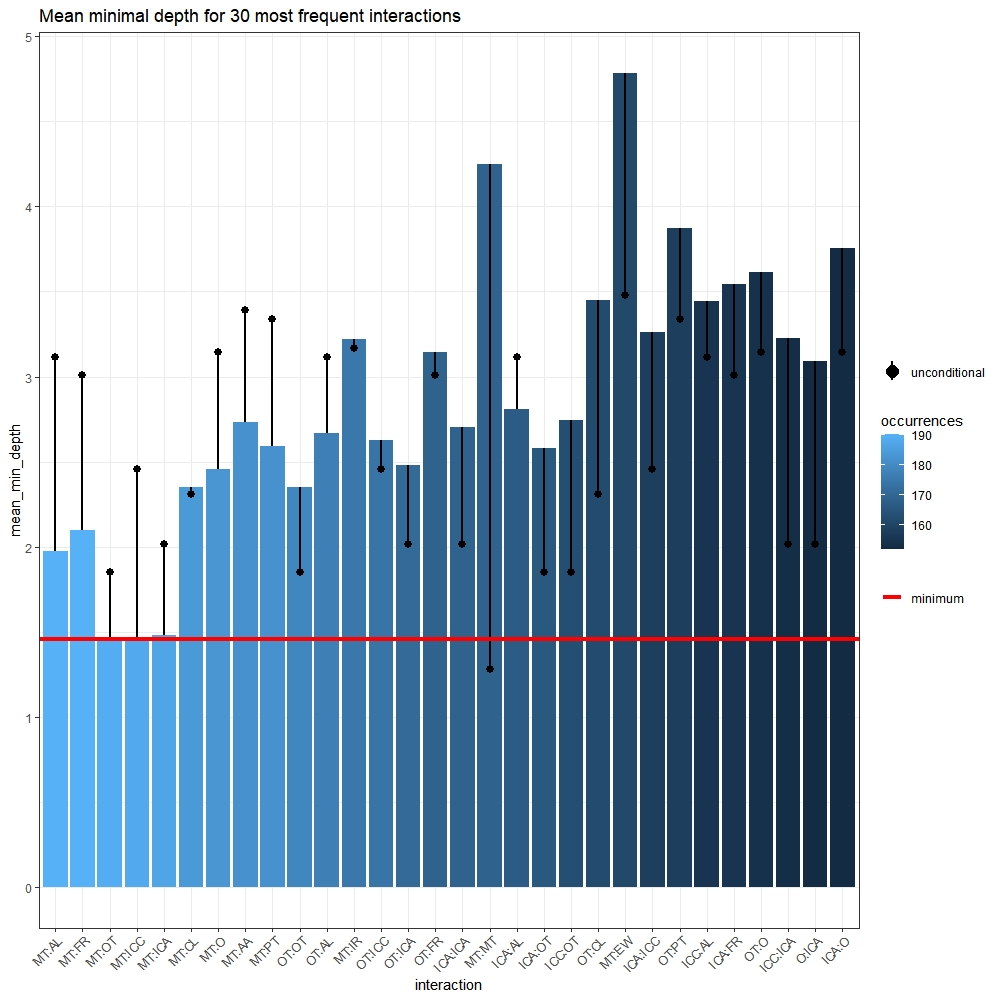 Mean minimal depth for 30 most frequent interactions
5
4
3
2
1
0
mean_min_depth
MT:AL
MT:FR
MT:OT
MT:ICC
MT:ICA
MT:CL
MT:O
MT:AA
MT:PT
OT:OT
OT:AL
MT:IR
OT:ICC
OT:ICA
OT:FR
ICA:ICA
MT:MT
ICA:AL
ICA:OT
ICC:OT
OT:CL
MT:EW
ICA:ICC
OT:PT
ICC:AL
ICA:FR
OT:O
ICC:ICA
O:ICA
ICA:O
interaction
unconditional
occurrences
190
180
170
160
minimum